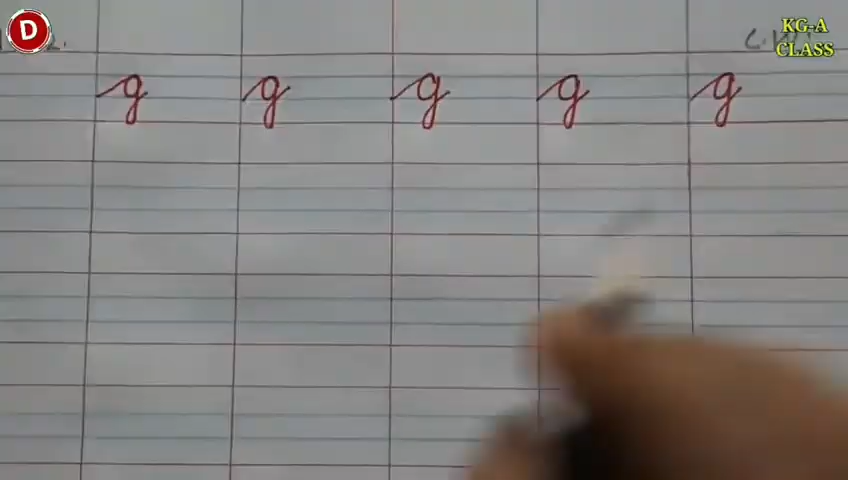 D
KG-A
CLASS
g g g g g